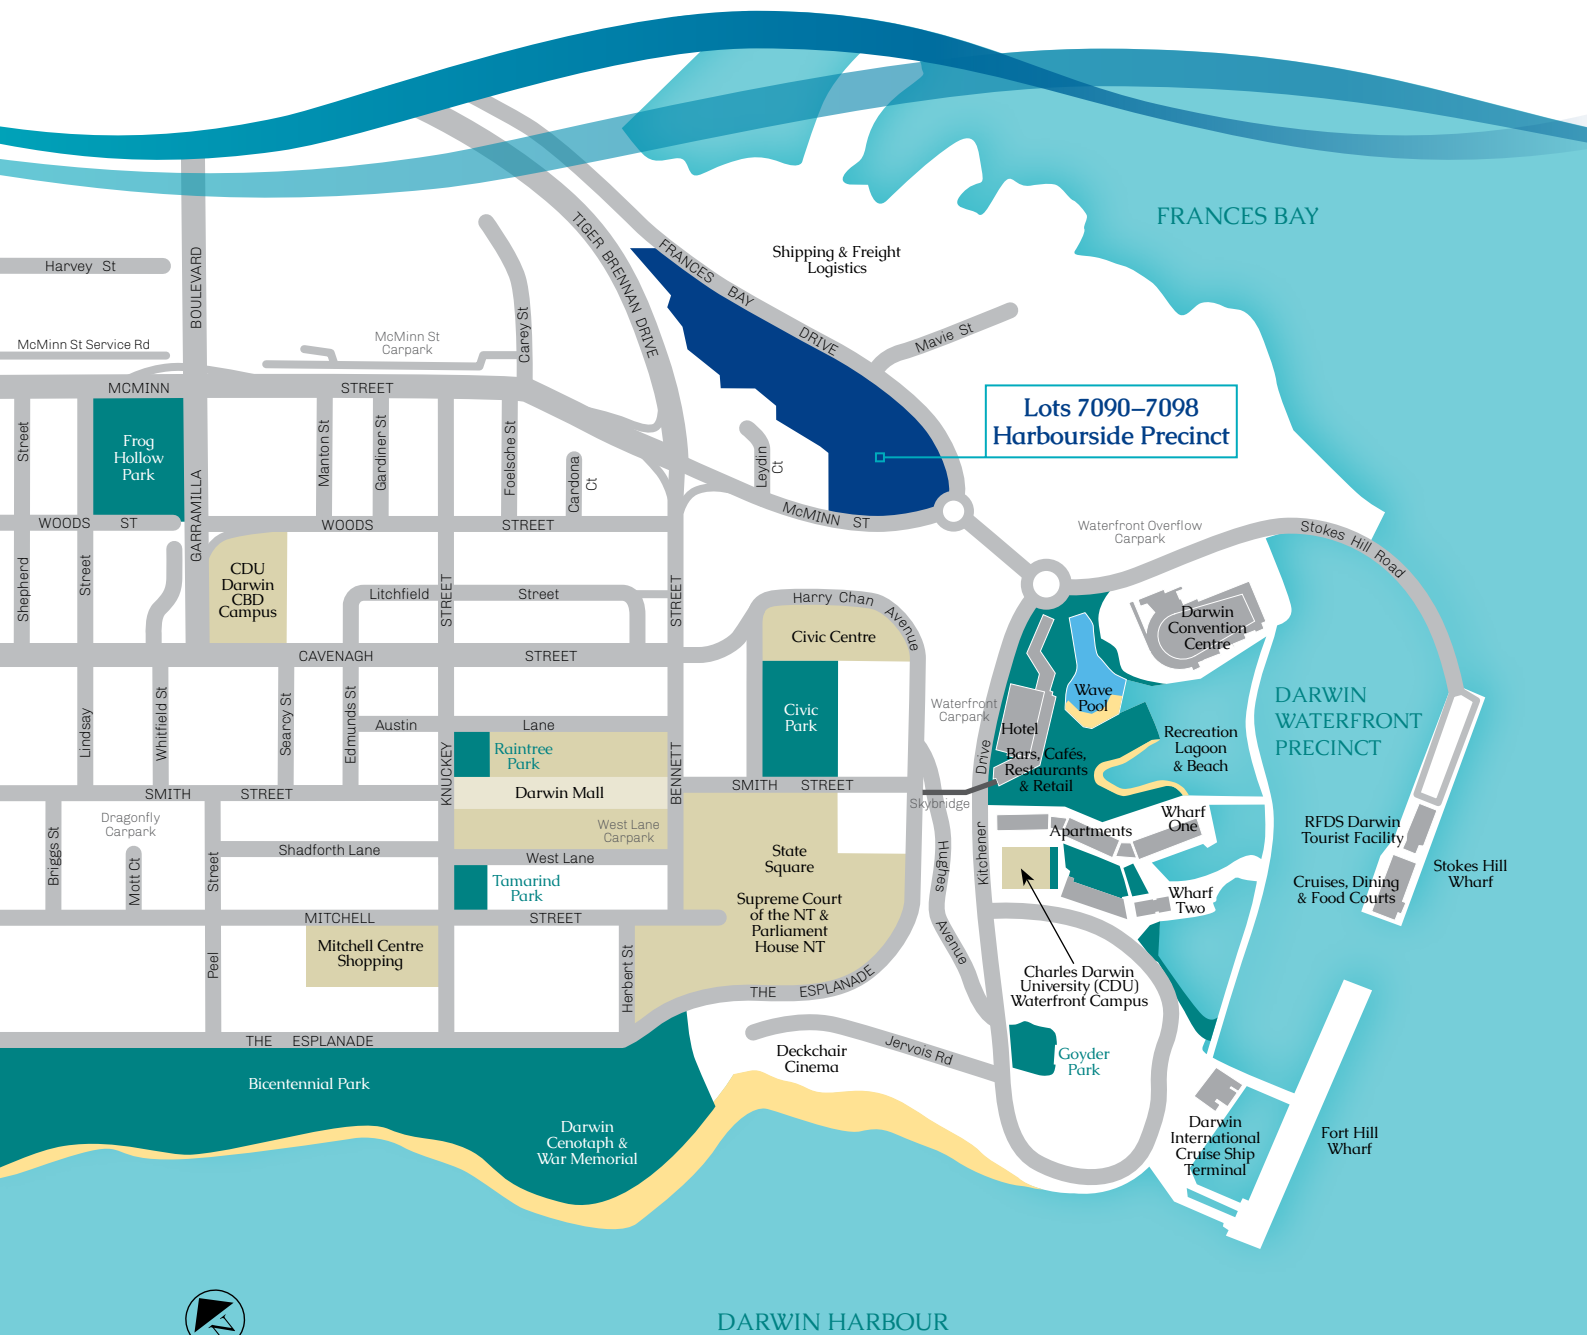 FRANCES BAY
Shipping & Freight
Logistics
TIGER BRENNAN DRIVE
FRANCES BAY DRIVE
Mavie St
Harvey St
BOULEVARD
McMinn St Service Rd
McMinn St
Carpark
Carey St
MCMINN STREET
Lots 7090–7098
Harbourside Precinct
Frog
Hollow
Park
Street
GARRAMILLA
Manton St
Gardiner St
Foelsche St
Cardona
Ct
Leydin
Ct
McMINN ST
WOODS ST
WOODS STREET
Waterfront Overflow
Carpark
Stokes Hill Road
Shepherd
Street
CDU
Darwin
CBD
Campus
Litchfield Street
STREET
STREET
Harry Chan Avenue
Civic Centre
Darwin
Convention
Centre
CAVENAGH STREET
Lindsay
Whitfield St
Searcy St
Edmunds St
Austin Lane
Raintree
Park
Civic
Park
Waterfront
Carpark
Wave
Pool
Hotel
Drive
Bars, Cafés,
Restaurants
& Retail
Recreation
Lagoon
& Beach
DARWIN
WATERFRONT
PRECINCT
KNUCKEY
BENNETT
Darwin Mall
SMITH STREET
SMITH STREET
Skybridge
Dragonfly
Carpark
West Lane
Carpark
Briggs St
Mott Ct
Street
Shadforth Lane
West Lane
State
Square
Hughes
Avenue
Kitchener
Apartments
Wharf
One
RFDS Darwin
Tourist Facility
Stokes Hill
Wharf
Cruises, Dining
& Food Courts
Tamarind
Park
Wharf
Two
Supreme Court
of the NT &
Parliament
House NT
MITCHELL STREET
Mitchell Centre
Shopping
Peel
Herbert St
THE ESPLANADE
Charles Darwin
University (CDU)
Waterfront Campus
THE ESPLANADE
Deckchair
Cinema
Jervois Rd
Goyder
Park
Bicentennial Park
Darwin
Cenotaph &
War Memorial
Darwin
International
Cruise Ship
Terminal
Fort Hill
Wharf
N
DARWIN HARBOUR